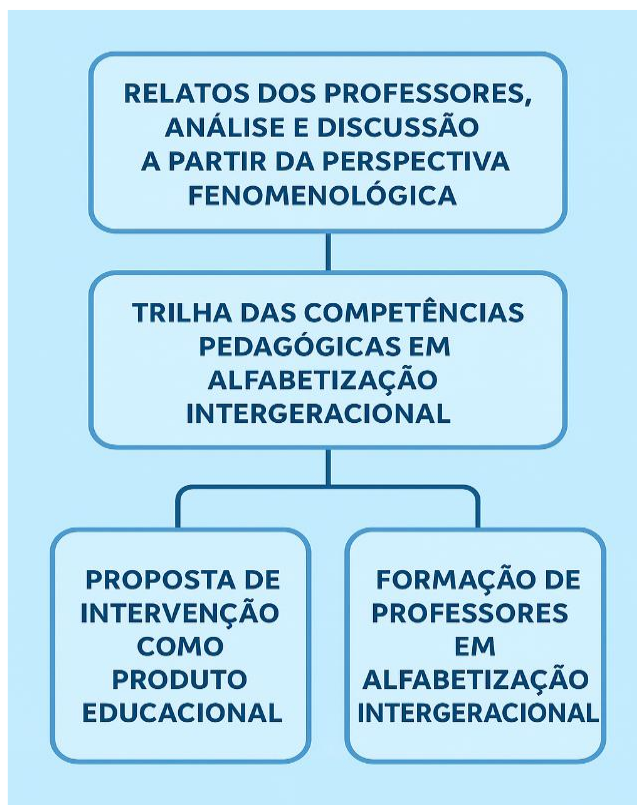 RELATOS DOS PROFESSORES,
ANÁLISE E DISCUSSÃO
A PARTIR DA PERSPECTIVA
FENOMENOLÓGICA
TRILHA DAS COMPETÊNCIAS
PEDAGÓGICAS EM
ALFABETIZAÇÃO
INTERGERACIONAL
PROPOSTA DE
INTERVENÇÃO
COMO
PRODUTO
EDUCACIONAL
FORMAÇÃO DE
PROFESSORES
EM
ALFABETIZAÇÃO
INTERGERACIONAL